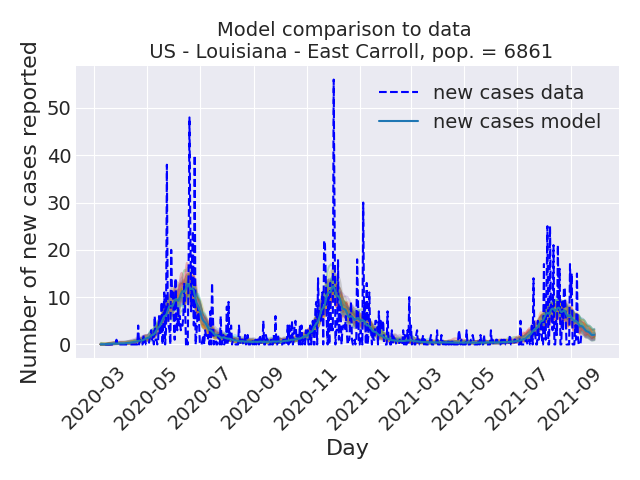 Model comparison to data
US - Louisiana - East Carroll, pop. = 6861
Number of new cases reported
50
40
30
20
10
0
new cases data
new cases model
2020-03
2020-05
2020-07
2020-09
2020-11
2021-01
2021-03
2021-05
2021-07
2021-09
Day